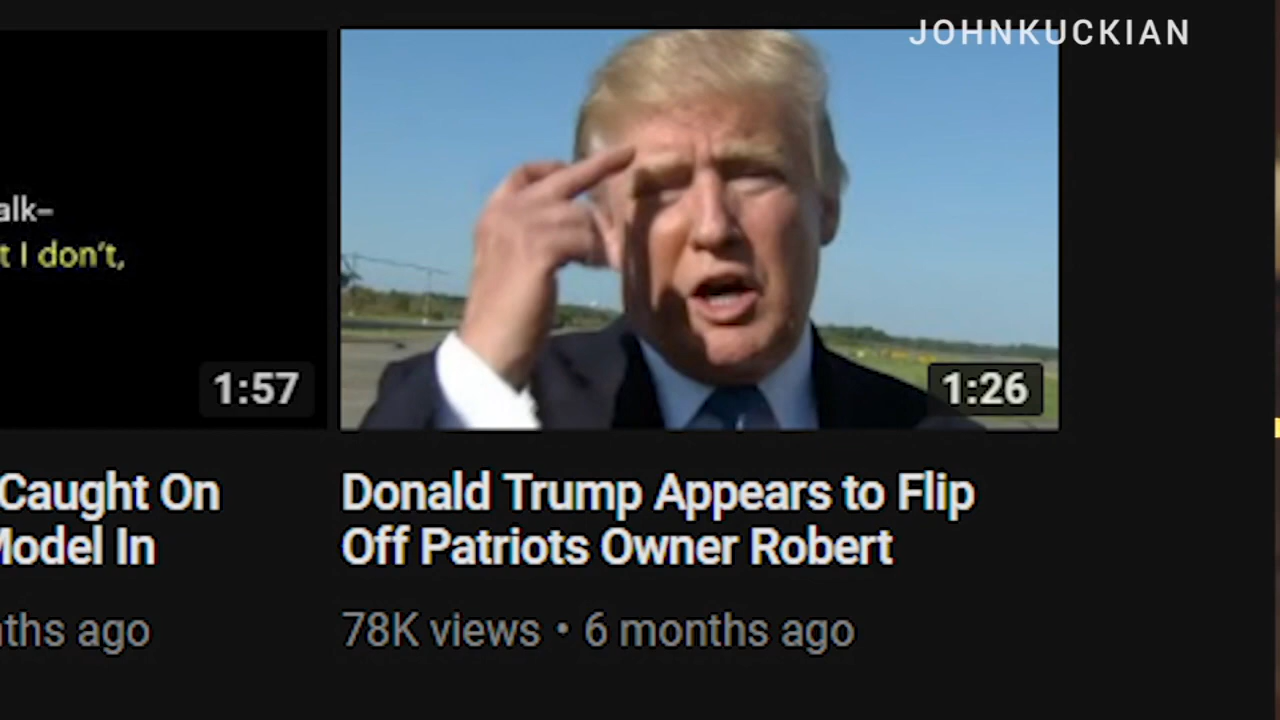 JOHNKUCKIAN
alk–
t I don't,
1:57
1:26
Caught On
Model In
ths ago
Donald Trump Appears to Flip
Off Patriots Owner Robert
78K views • 6 months ago